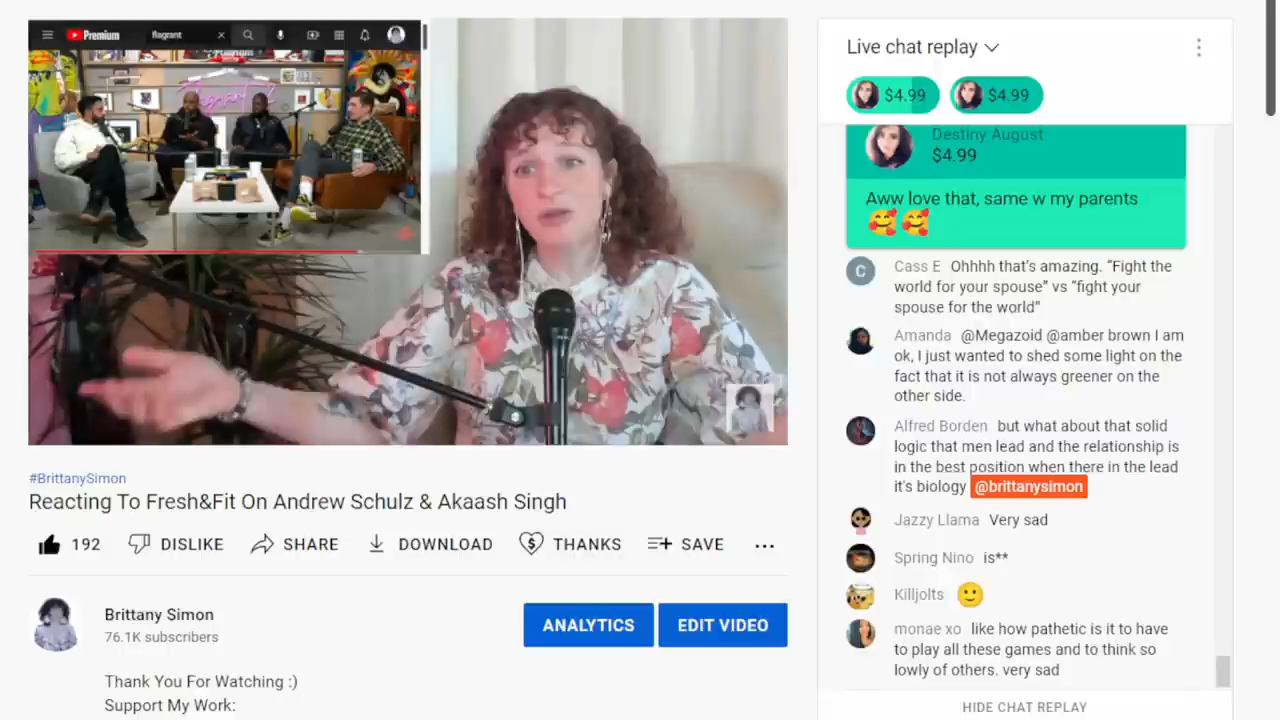 Premium
flagrant
Live chat replay
$4.99
$4.99
Destiny August
$4.99
Aww love that, same w my parents
🥰 🥰
C
Cass E Ohhhh that's amazing. “Fight the
world for your spouse” vs “fight your
spouse for the world”
Amanda @Megazoid @amber brown I am
ok, I just wanted to shed some light on the
fact that it is not always greener on the
other side.
Alfred Borden but what about that solid
logic that men lead and the relationship is
in the best position when there in the lead
it's biology @brittanysimon
Jazzy Llama Very sad
Spring Nino is**
Killjolts 🙂
monae xo like how pathetic is it to have
to play all these games and to think so
lowly of others. very sad
HIDE CHAT REPLAY
#BrittanySimon
Reacting To Fresh&Fit On Andrew Schulz & Akaash Singh
192 DISLIKE SHARE DOWNLOAD THANKS SAVE
Brittany Simon
76.1K subscribers
ANALYTICS EDIT VIDEO
Thank You For Watching :)
Support My Work: